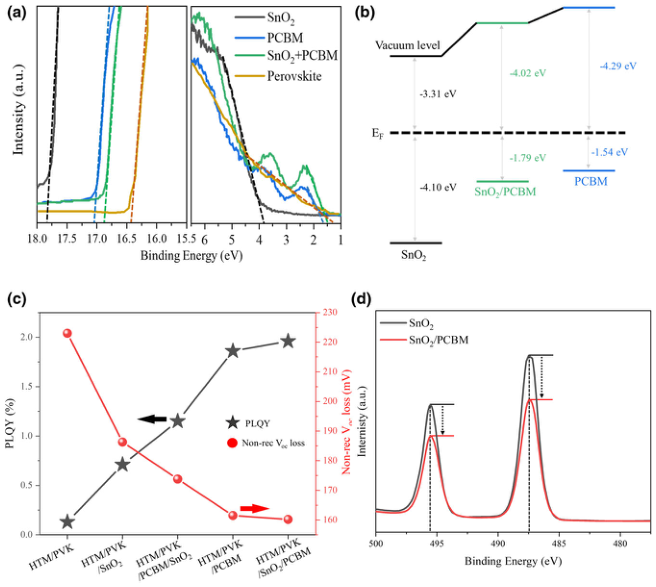 (a)
SnO2
PCBM
SnO2+PCBM
Perovskite
Intensity (a.u.)
18.0 17.5 17.0 16.5 16.0 15.5 6 5 4 3 2 1
Binding Energy (eV)
(b)
Vacuum level
-3.31 eV
-4.02 eV
-4.29 eV
EF
-4.10 eV
-1.79 eV
-1.54 eV
SnO2/PCBM
PCBM
SnO2
(c)
PLQY (%)
2.0
1.5
1.0
0.5
0.0
PLQY
Non-rec Voc loss
230
220
210
200
190
180
170
160
Non-rec Voc loss (mV)
HTM/PVK
HTM/PVK
/SnO2
HTM/PVK
/PCBM/SnO2
HTM/PVK
/PCBM
HTM/PVK
/SnO2/PCBM
(d)
SnO2
SnO2/PCBM
Internisty (a.u.)
500 495 490 485 480
Binding Energy (eV)